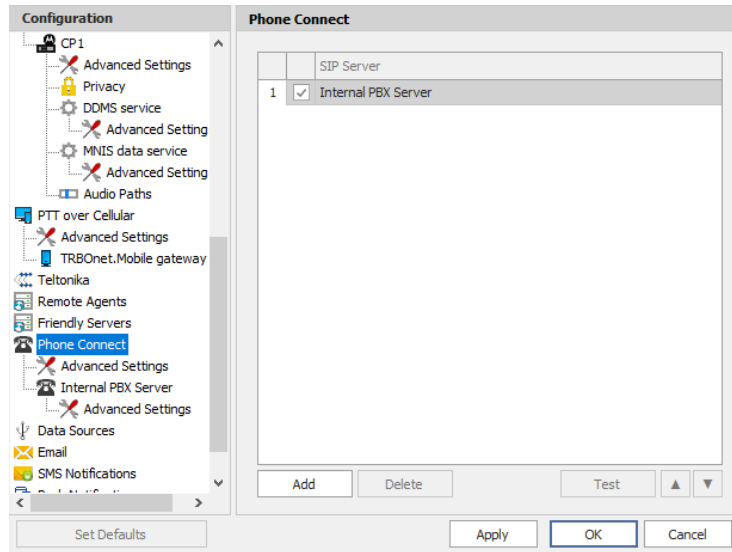 Configuration
CP1
Advanced Settings
Privacy
DDMS service
Advanced Setting
MNIS data service
Advanced Setting
Audio Paths
PTT over Cellular
Advanced Settings
TRBOnet.Mobile gateway
Teltonika
Remote Agents
Friendly Servers
Phone Connect
Advanced Settings
Internal PBX Server
Advanced Settings
Data Sources
Email
SMS Notifications
Set Defaults
Phone Connect
SIP Server
1 Internal PBX Server
Add Delete Test
Apply OK Cancel